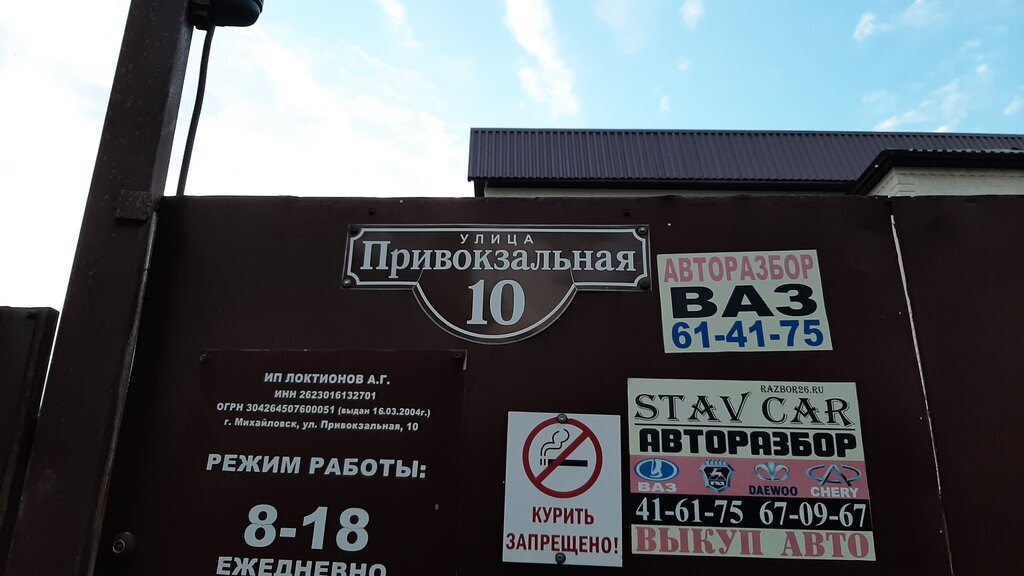 УЛИЦА
Привокзальная
10
АВТОРАЗБОР
ВАЗ
61-41-75
ИП ЛОКТИОНОВ А.Г.
ИНН 2623016132701
ОГРН 304264507600051 (выдан 16.03.2004г.)
г. Михайловск, ул. Привокзальная, 10
РЕЖИМ РАБОТЫ:
8-18
ЕЖЕДНЕВНО
КУРИТЬ
ЗАПРЕЩЕНО!
RAZBOR26.RU
STAV CAR
АВТОРАЗБОР
ВАЗ DAEWOO CHERY
41-61-75 67-09-67
ВЫКУП АВТО